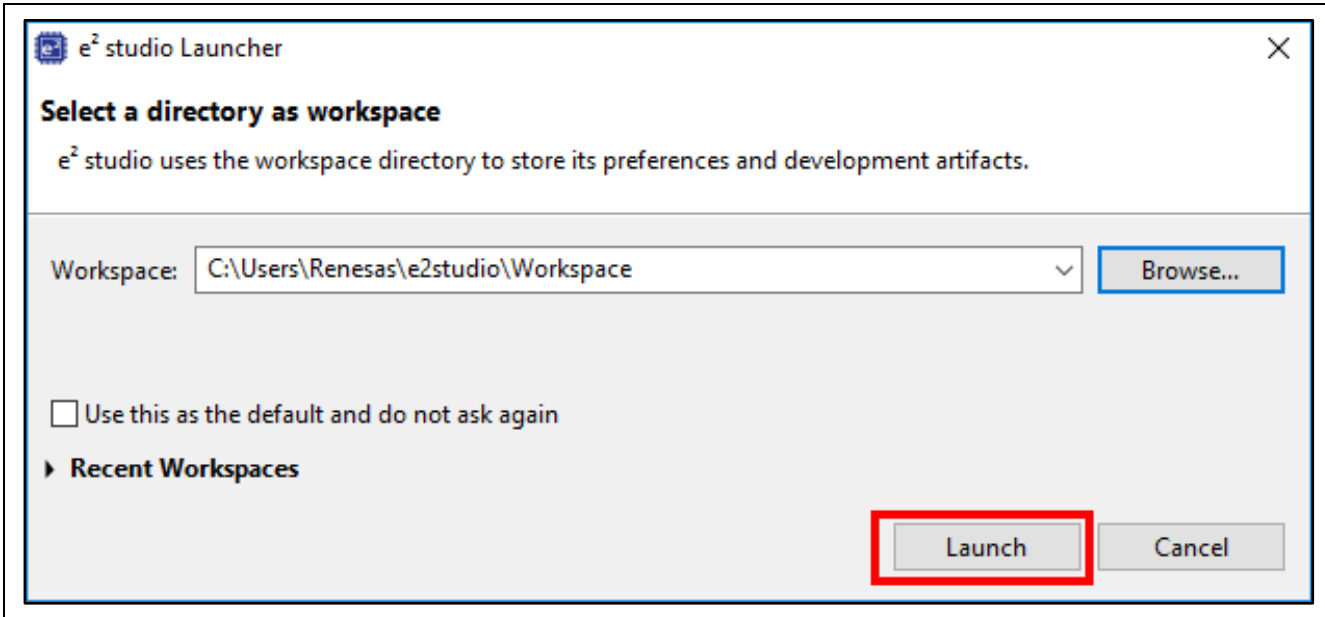 e² studio Launcher
Select a directory as workspace
e² studio uses the workspace directory to store its preferences and development artifacts.
Workspace: C:\Users\Renesas\e2studio\Workspace Browse...
Use this as the default and do not ask again
Recent Workspaces
Launch Cancel